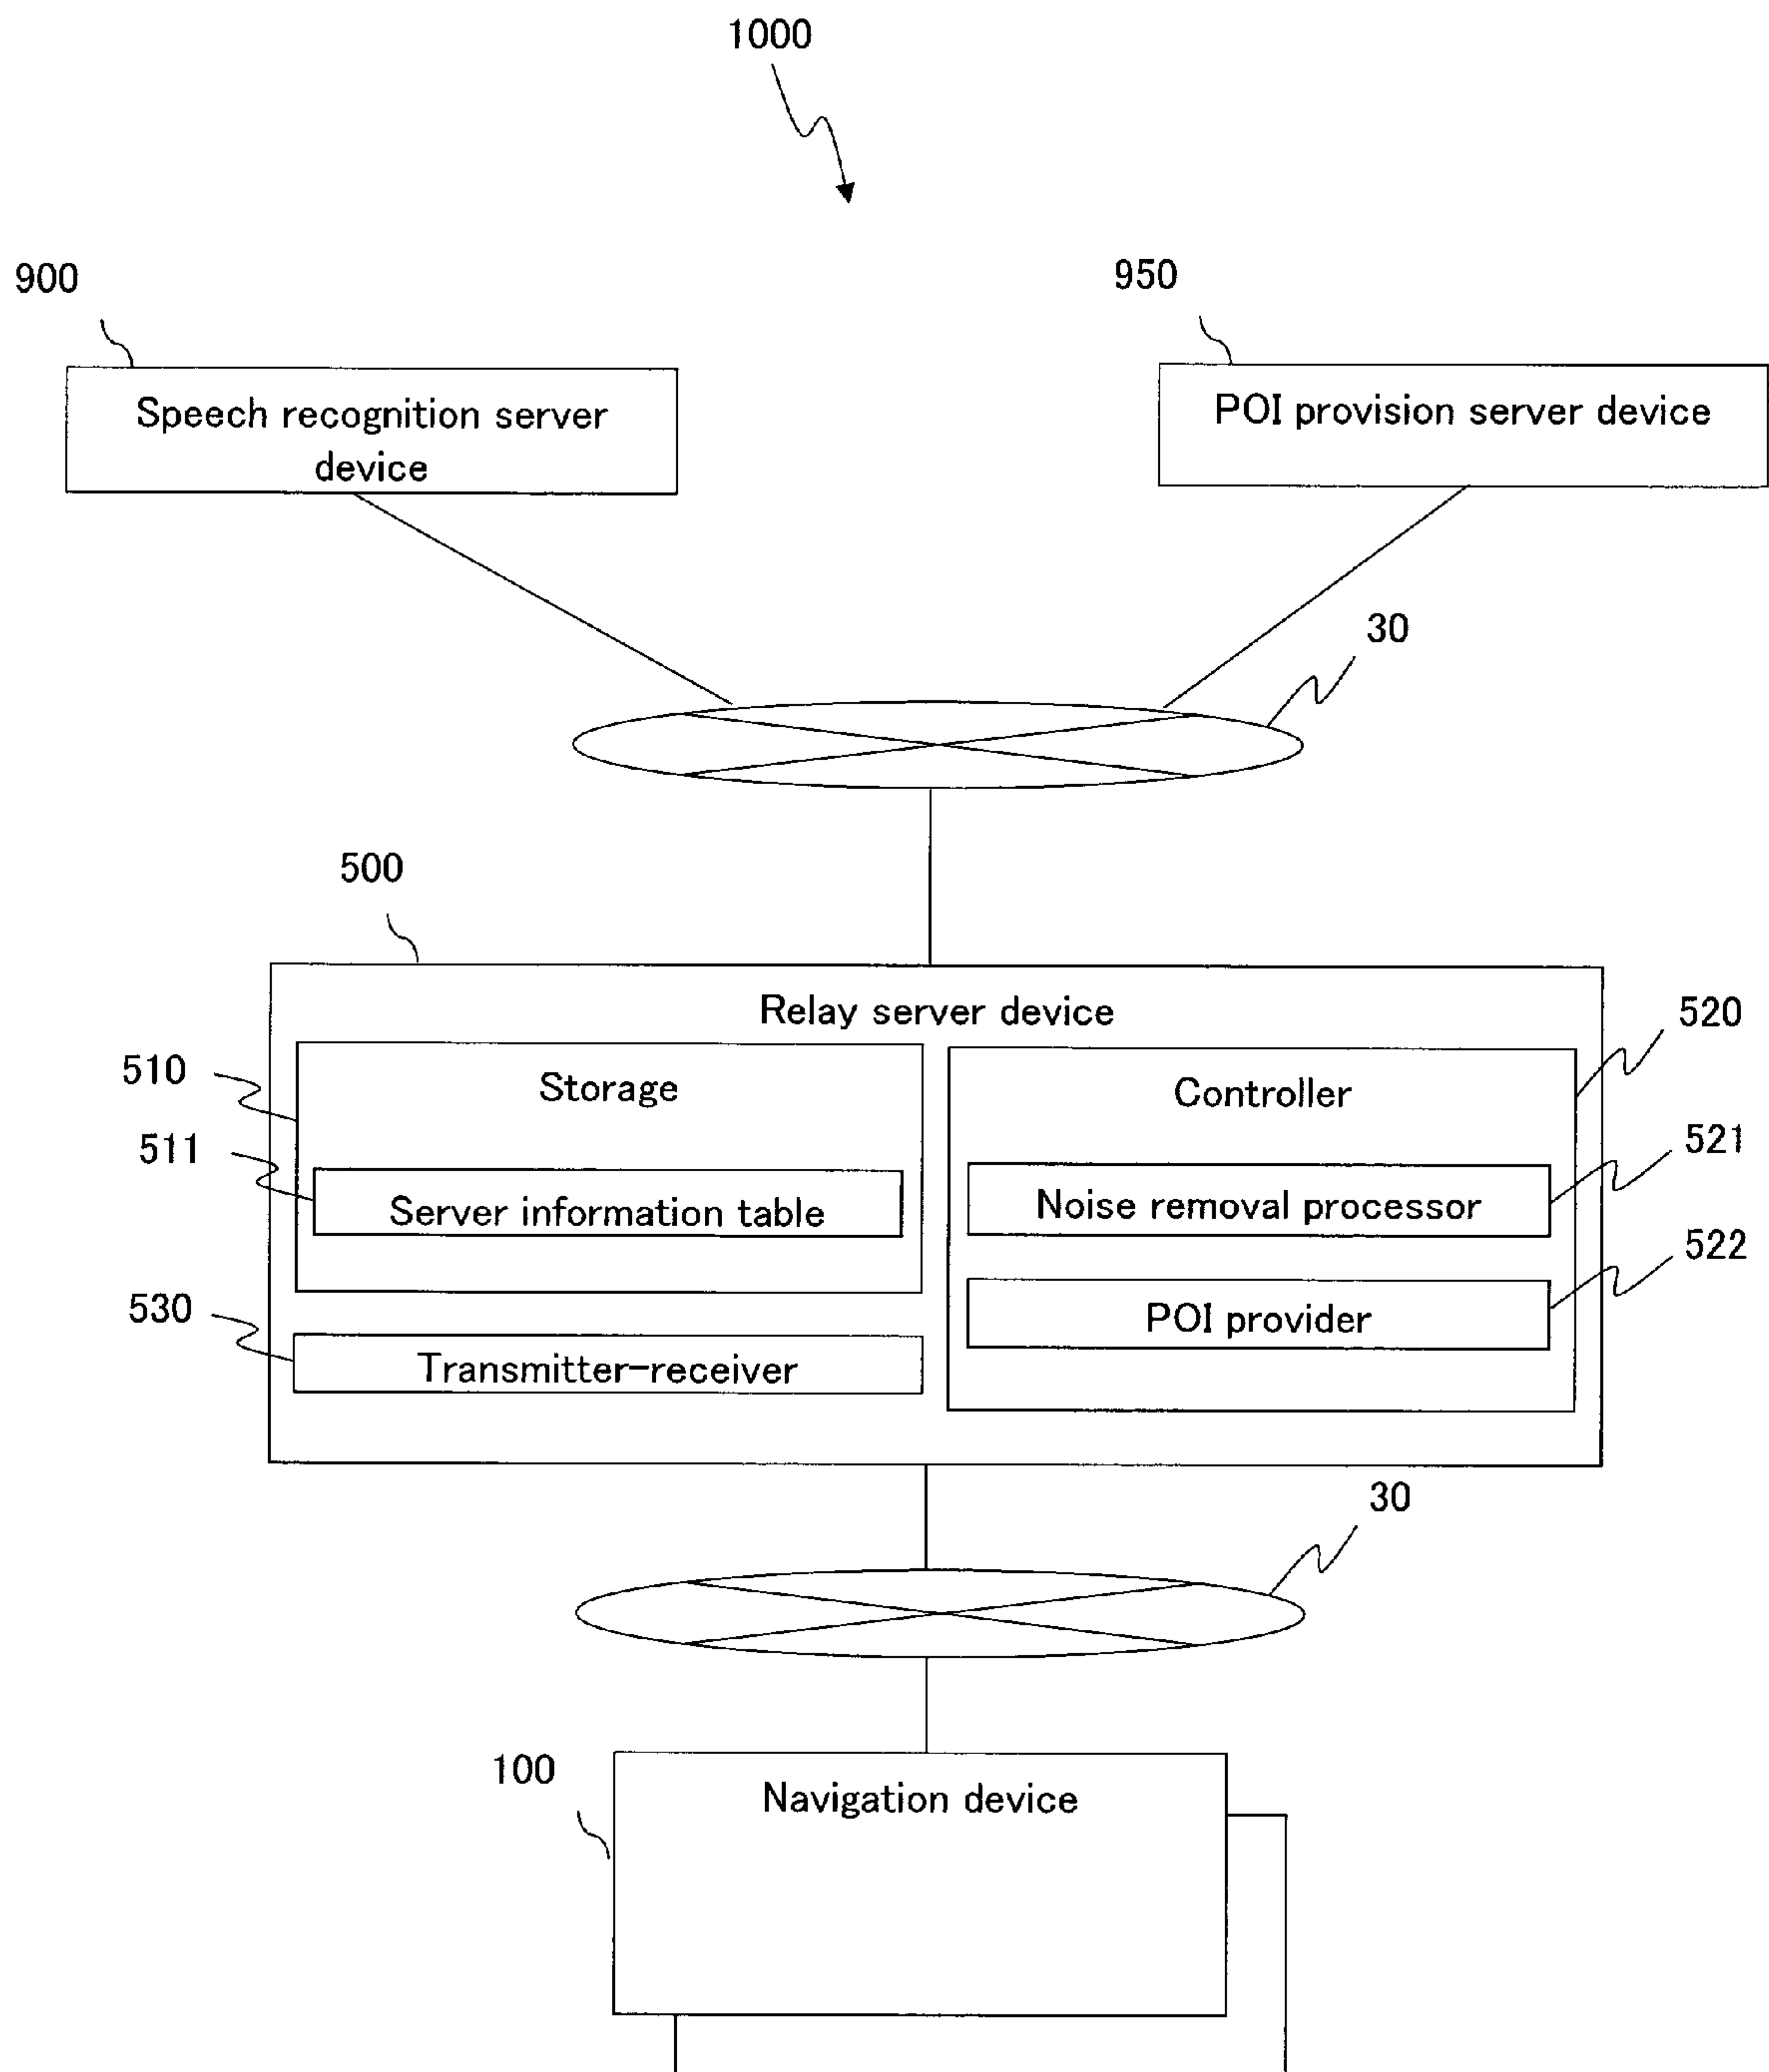 1000
900
950
Speech recognition server
device
POI provision server device
30
500
Relay server device
520
510
Storage
Controller
511
521
Server information table
Noise removal processor
522
530
POI provider
Transmitter-receiver
30
100
Navigation device